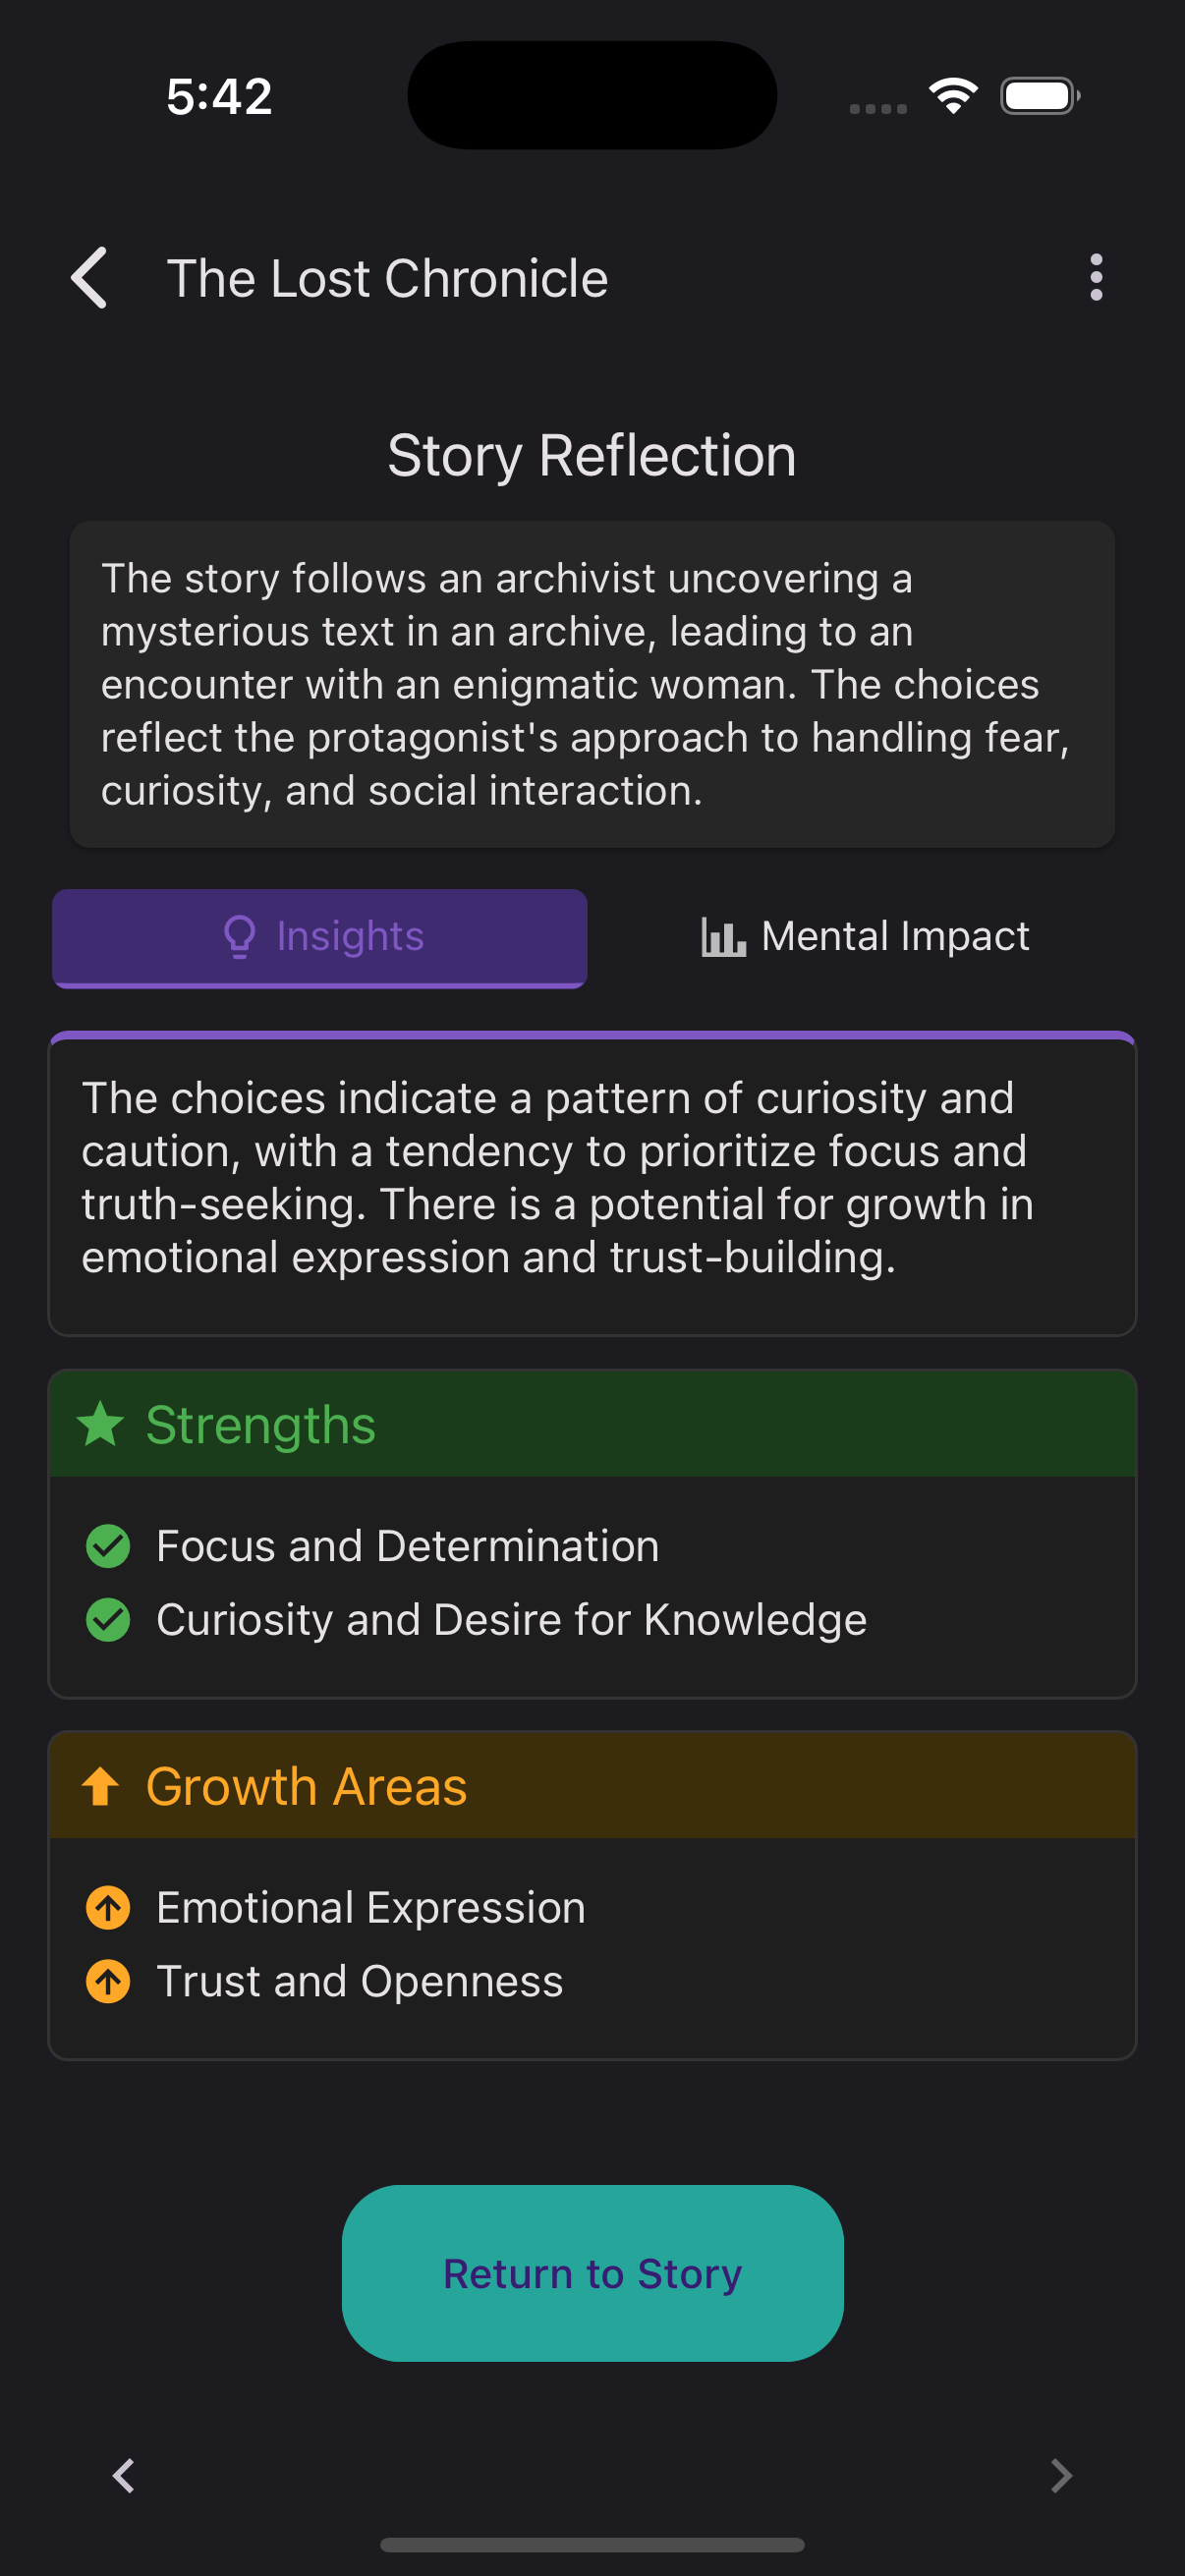 5:42
The Lost Chronicle
Story Reflection
The story follows an archivist uncovering a
mysterious text in an archive, leading to an
encounter with an enigmatic woman. The choices
reflect the protagonist's approach to handling fear,
curiosity, and social interaction.
Insights
Mental Impact
The choices indicate a pattern of curiosity and
caution, with a tendency to prioritize focus and
truth-seeking. There is a potential for growth in
emotional expression and trust-building.
Strengths
Focus and Determination
Curiosity and Desire for Knowledge
Growth Areas
Emotional Expression
Trust and Openness
Return to Story